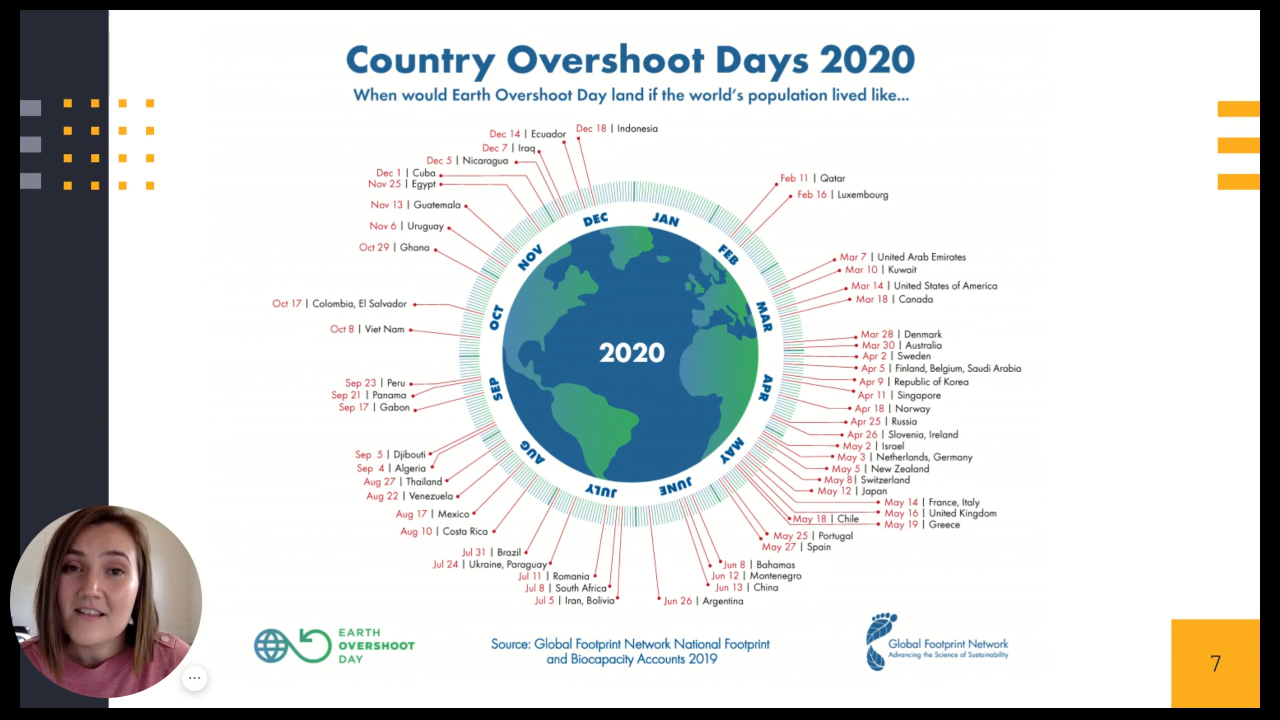 Country Overshoot Days 2020
When would Earth Overshoot Day land if the world's population lived like...
Dec 18 | Indonesia
Dec 14 | Ecuador
Dec 7 | Iraq
Dec 5 | Nicaragua
Dec 1 | Cuba
Nov 25 | Egypt
Nov 13 | Guatemala
Nov 6 | Uruguay
Oct 29 | Ghana
Oct 17 | Colombia, El Salvador
Oct 8 | Viet Nam
Sep 23 | Peru
Sep 21 | Panama
Sep 17 | Gabon
Sep 5 | Djibouti
Sep 4 | Algeria
Aug 27 | Thailand
Aug 22 | Venezuela
Aug 17 | Mexico
Aug 10 | Costa Rica
Jul 31 | Brazil
Jul 24 | Ukraine, Paraguay
Jul 11 | Romania
Jul 8 | South Africa
Jul 5 | Iran, Bolivia
Feb 11 | Qatar
Feb 16 | Luxembourg
Mar 7 | United Arab Emirates
Mar 10 | Kuwait
Mar 14 | United States of America
Mar 18 | Canada
Mar 28 | Denmark
Mar 30 | Australia
Apr 2 | Sweden
Apr 5 | Finland, Belgium, Saudi Arabia
Apr 9 | Republic of Korea
Apr 11 | Singapore
Apr 18 | Norway
Apr 25 | Russia
Apr 26 | Slovenia, Ireland
May 2 | Israel
May 3 | Netherlands, Germany
May 5 | New Zealand
May 8 | Switzerland
May 12 | Japan
May 14 | France, Italy
May 16 | United Kingdom
May 18 | Chile
May 19 | Greece
May 25 | Portugal
May 27 | Spain
Jun 8 | Bahamas
Jun 12 | Montenegro
Jun 13 | China
Jun 26 | Argentina
JAN
FEB
MAR
APR
MAY
JUNE
JULY
AUG
SEP
OCT
NOV
DEC
2020
EARTH
OVERSHOOT
DAY
Source: Global Footprint Network National Footprint
and Biocapacity Accounts 2019
Global Footprint Network
Advancing the Science of Sustainability
7